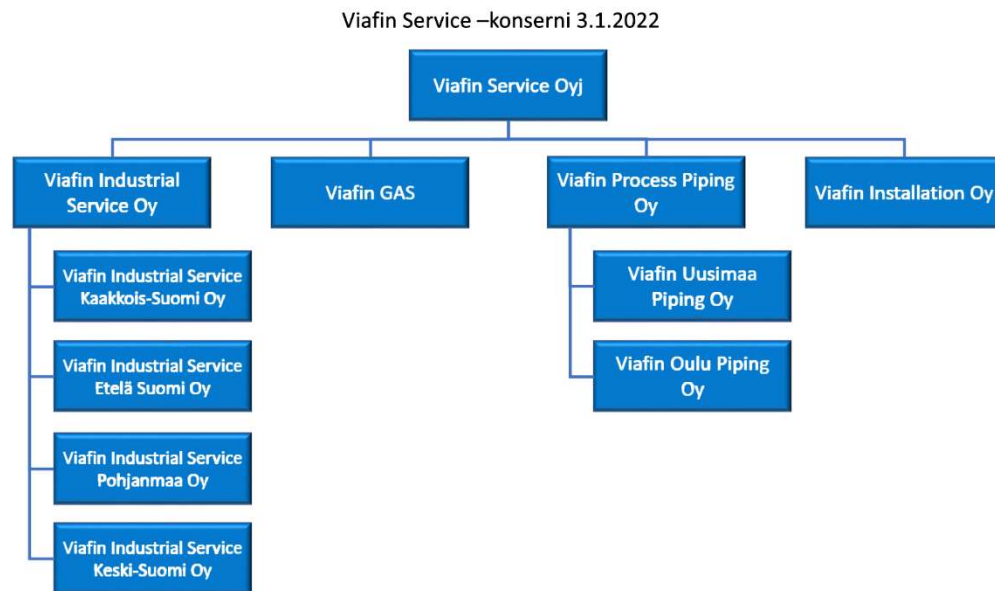 Viafin Service –konserni 3.1.2022
Viafin Service Oyj
Viafin Industrial
Service Oy
Viafin GAS
Viafin Process Piping
Oy
Viafin Installation Oy
Viafin Industrial Service
Kaakkois-Suomi Oy
Viafin Industrial Service
Etelä Suomi Oy
Viafin Industrial Service
Pohjanmaa Oy
Viafin Industrial Service
Keski-Suomi Oy
Viafin Uusimaa
Piping Oy
Viafin Oulu Piping
Oy